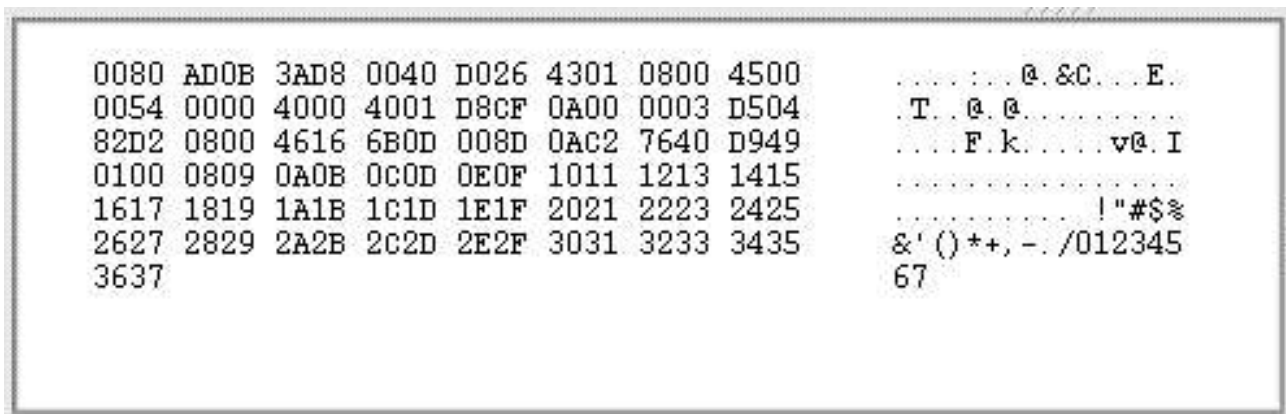 0080 AD0B 3AD8 0040 D026 4301 0800 4500 ....:..@.&C...E.
0054 0000 4000 4001 D8CF 0A00 0003 D504 .T..@.@.........
82D2 0800 4616 6B0D 008D 0AC2 7640 D949 ....F.k.....v@.I
0100 0809 0A0B 0C0D 0E0F 1011 1213 1415 ................
1617 1819 1A1B 1C1D 1E1F 2021 2223 2425 .......... !"#$%
2627 2829 2A2B 2C2D 2E2F 3031 3233 3435 &'()*+,-./012345
3637 67